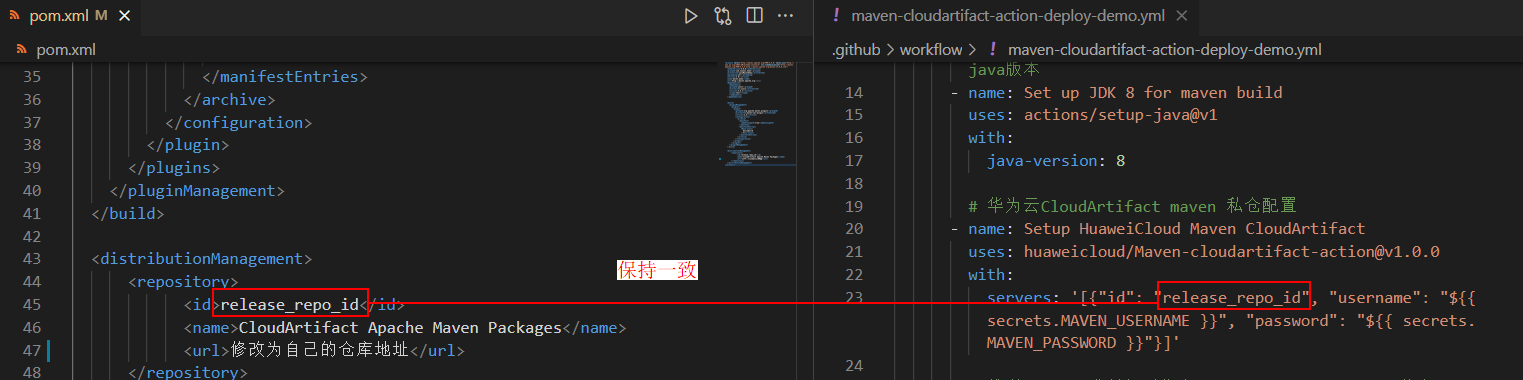 pom.xml M
pom.xml
35 </manifestEntries>
36 </archive>
37 </configuration>
38 </plugin>
39 </plugins>
40 </pluginManagement>
41 </build>
42
43 <distributionManagement>
44 <repository>
45 <id>release_repo_id</id>
46 <name>CloudArtifact Apache Maven Packages</name>
47 <url>修改为自己的仓库地址</url>
48 </repository>
保持一致
maven-cloudartifact-action-deploy-demo.yml
.github > workflow > maven-cloudartifact-action-deploy-demo.yml
java版本
14 - name: Set up JDK 8 for maven build
15 uses: actions/setup-java@v1
16 with:
17 java-version: 8
18
19 # 华为云CloudArtifact maven 私仓配置
20 - name: Setup HuaweiCloud Maven CloudArtifact
21 uses: huaweicloud/Maven-cloudartifact-action@v1.0.0
22 with:
23 servers: '[{"id": "release_repo_id", "username": "${{
secrets.MAVEN_USERNAME }}", "password": "${{ secrets.
MAVEN_PASSWORD }}"}]'
24